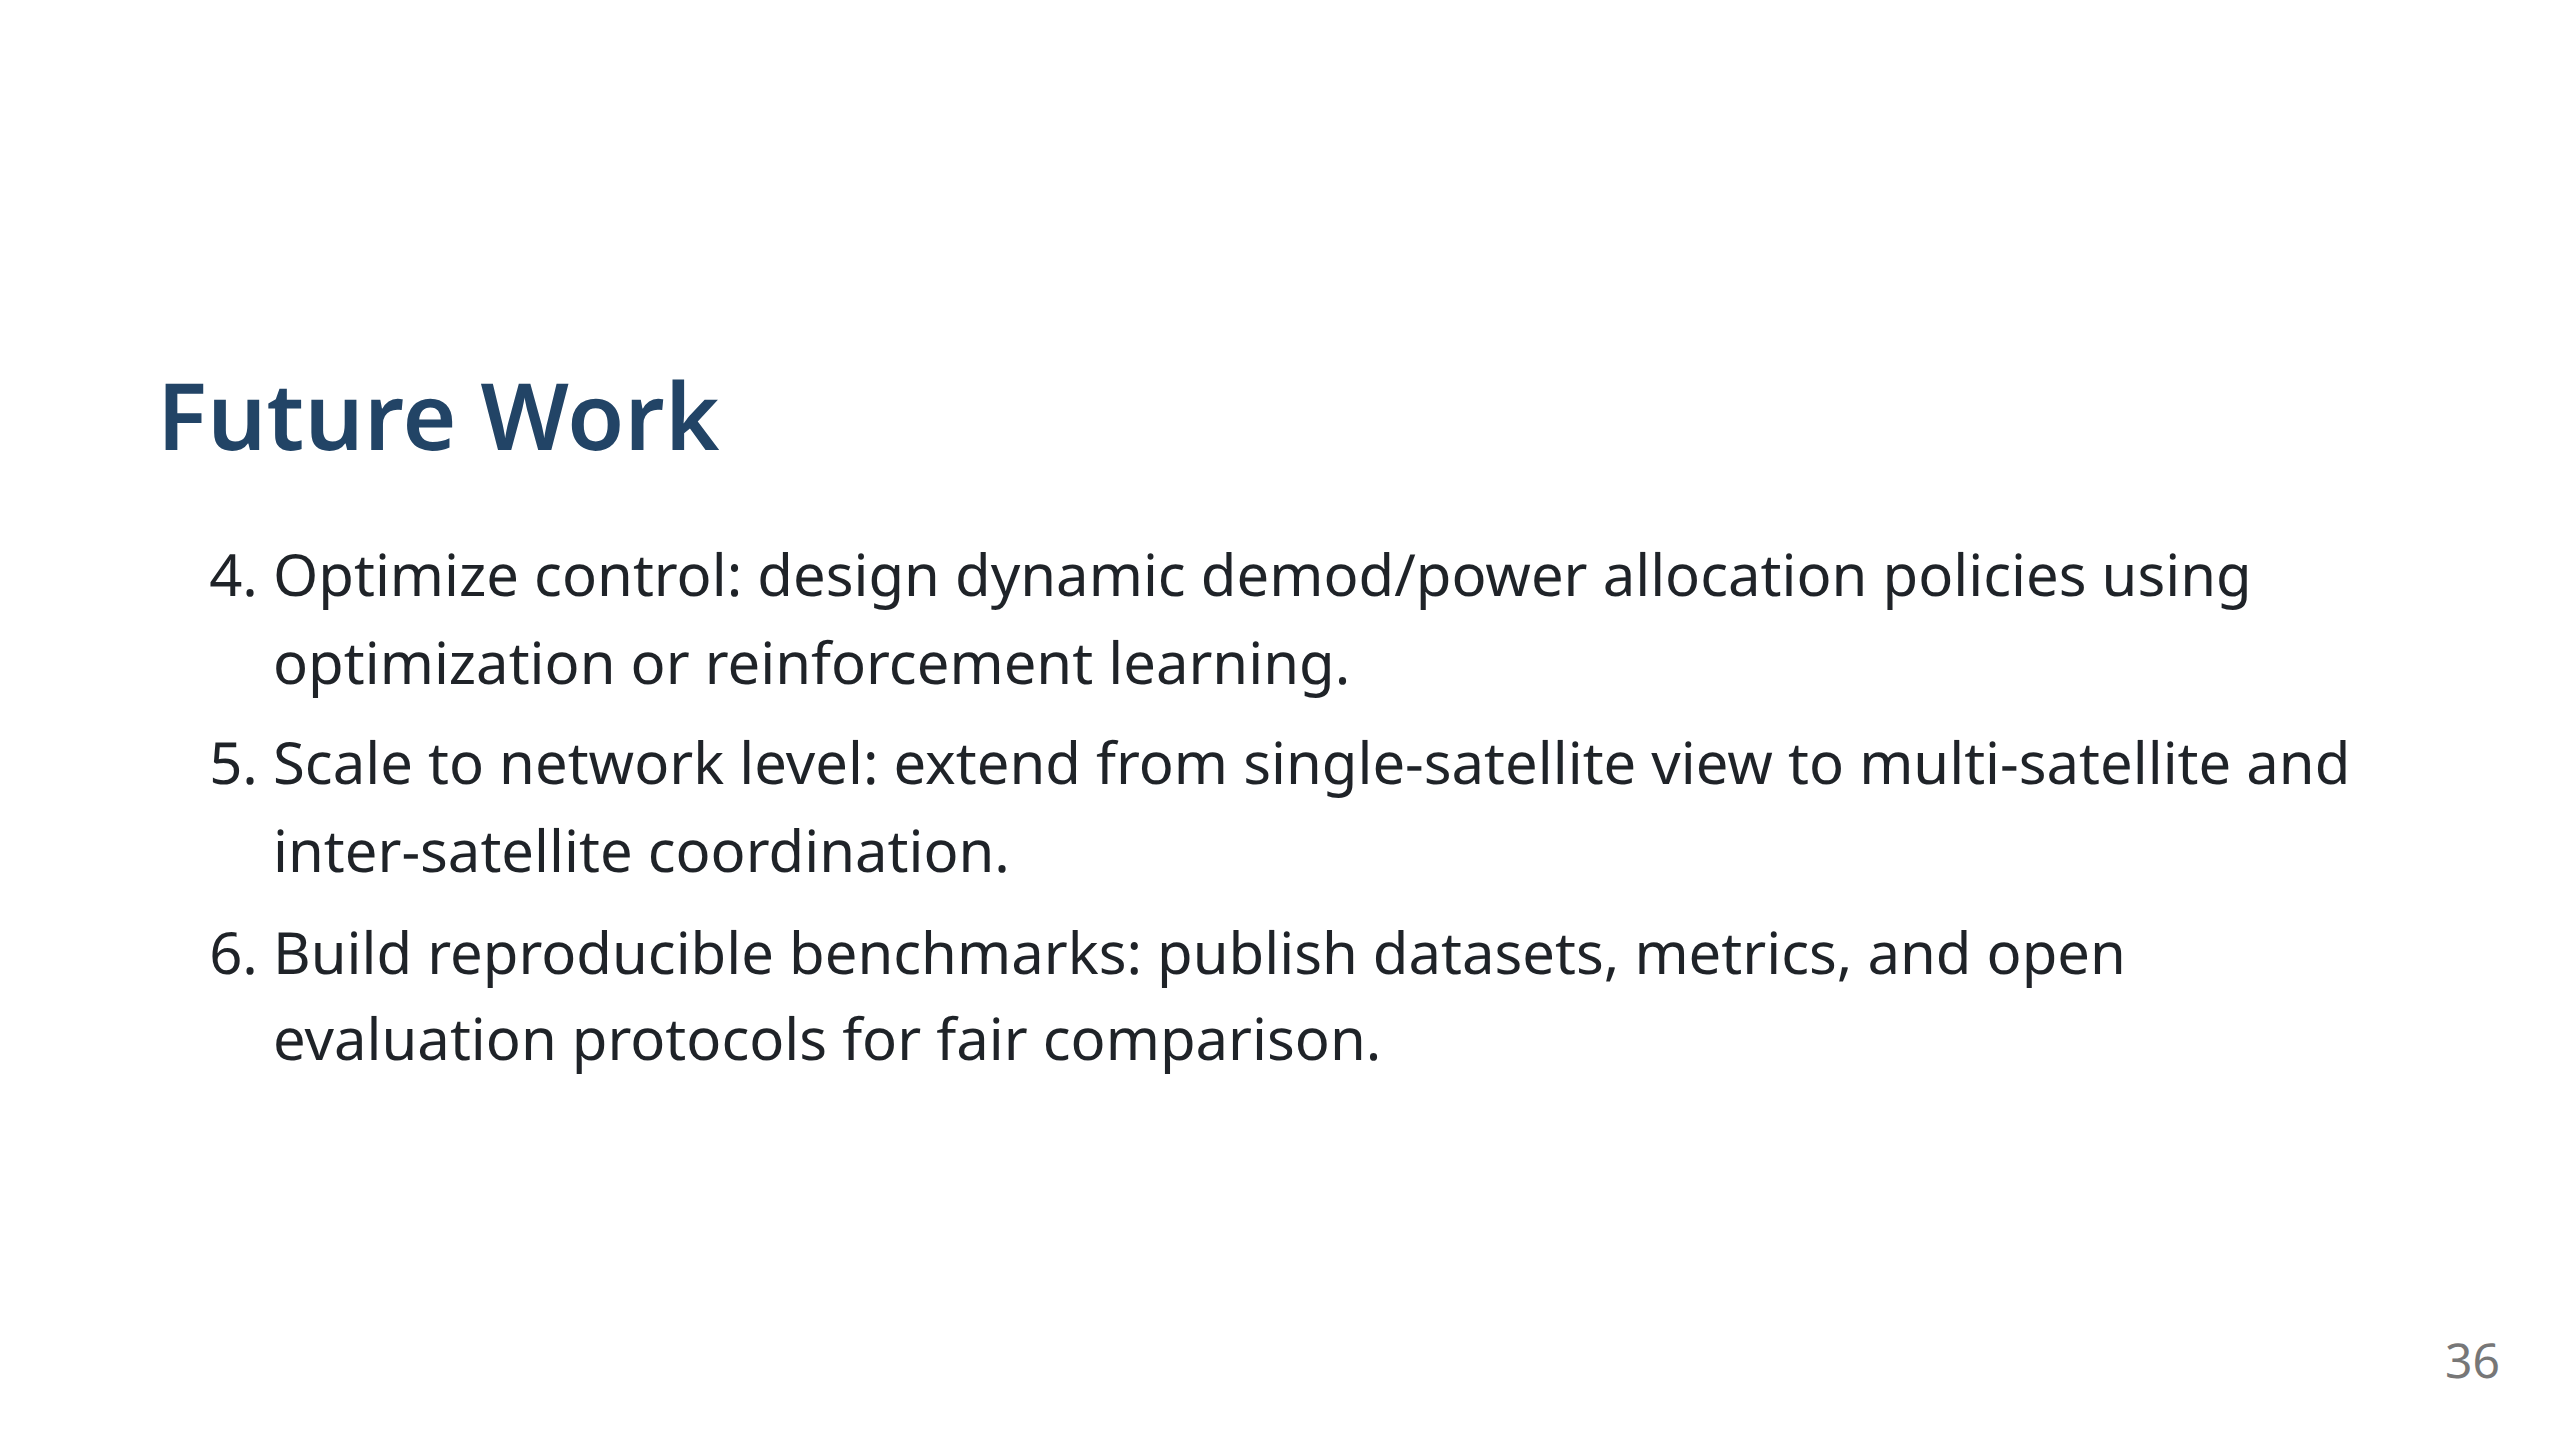 Future Work
4. Optimize control: design dynamic demod/power allocation policies using
optimization or reinforcement learning.
5. Scale to network level: extend from single-satellite view to multi-satellite and
inter-satellite coordination.
6. Build reproducible benchmarks: publish datasets, metrics, and open
evaluation protocols for fair comparison.
36